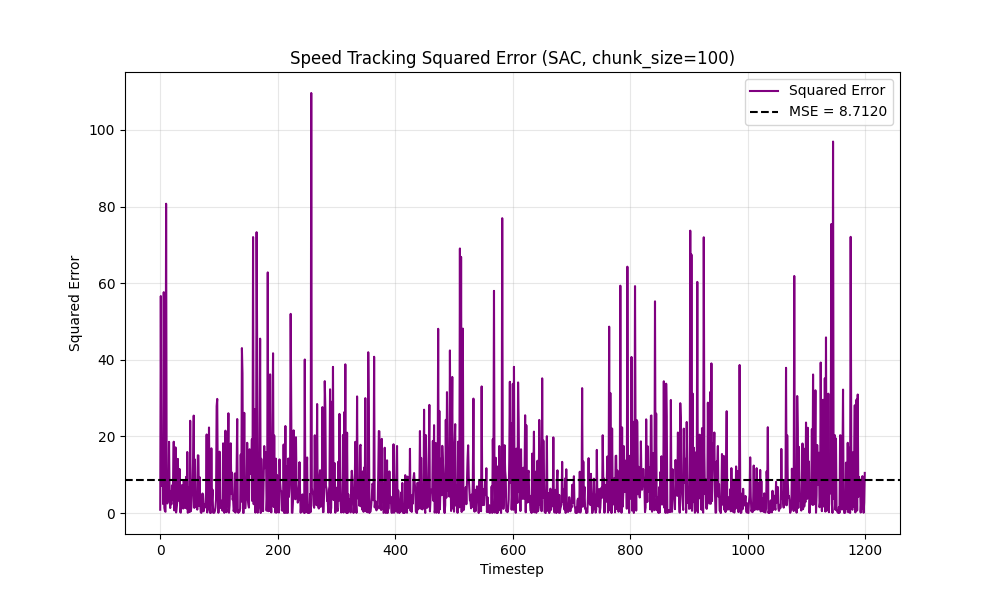 Speed Tracking Squared Error (SAC, chunk_size=100)
Squared Error
MSE = 8.7120
100
80
60
40
20
0
Squared Error
0 200 400 600 800 1000 1200
Timestep